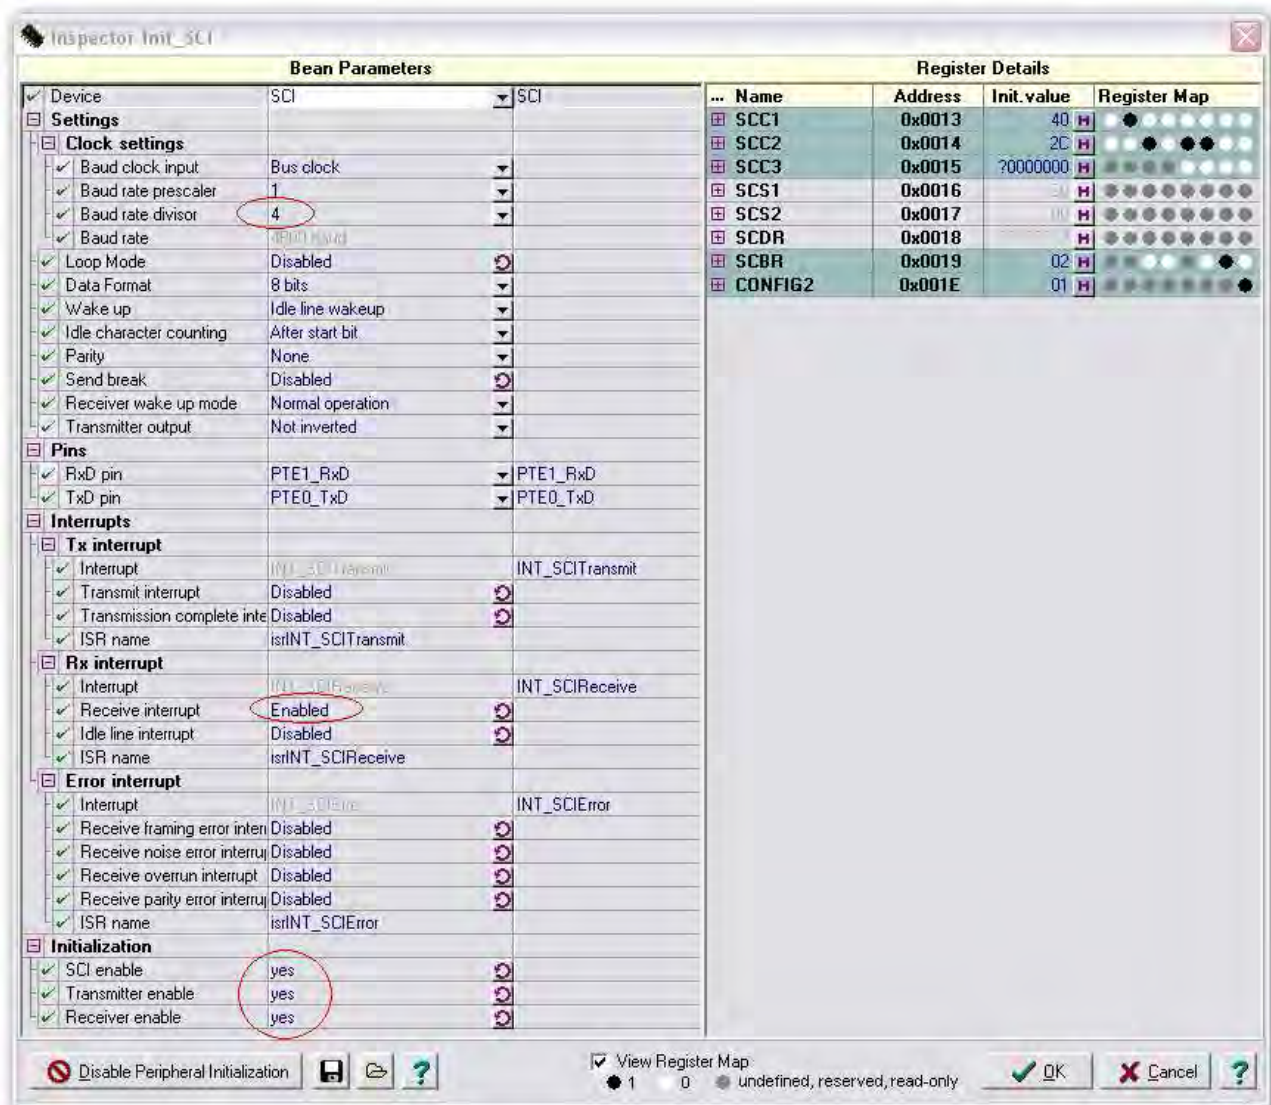 Inspector Init_SCI
Bean Parameters
Device SCI SCI
Settings
Clock settings
Baud clock input Bus clock
Baud rate prescaler 1
Baud rate divisor 4
Baud rate 4800 baud
Loop Mode Disabled
Data Format 8 bits
Wake up Idle line wakeup
Idle character counting After start bit
Parity None
Send break Disabled
Receiver wake up mode Normal operation
Transmitter output Not inverted
Pins
RxD pin PTE1_RxD PTE1_RxD
TxD pin PTE0_TxD PTE0_TxD
Interrupts
Tx interrupt
Interrupt INT_SCITransmit INT_SCITransmit
Transmit interrupt Disabled
Transmission complete inte Disabled
ISR name isrINT_SCITransmit
Rx interrupt
Interrupt INT_SCIReceive INT_SCIReceive
Receive interrupt Enabled
Idle line interrupt Disabled
ISR name isrINT_SCIReceive
Error interrupt
Interrupt INT_SCIError INT_SCIError
Receive framing error inter Disabled
Receive noise error interru Disabled
Receive overrun interrupt Disabled
Receive parity error interru Disabled
ISR name isrINT_SCIError
Initialization
SCI enable yes
Transmitter enable yes
Receiver enable yes
Register Details
... Name Address Init.value Register Map
SCC1 0x0013 40 H
SCC2 0x0014 2C H
SCC3 0x0015 ?0000000 H
SCS1 0x0016 H
SCS2 0x0017 00 H
SCDR 0x0018 H
SCBR 0x0019 02 H
CONFIG2 0x001E 01 H
Disable Peripheral Initialization ?
View Register Map
1 0 undefined, reserved, read-only
OK Cancel ?